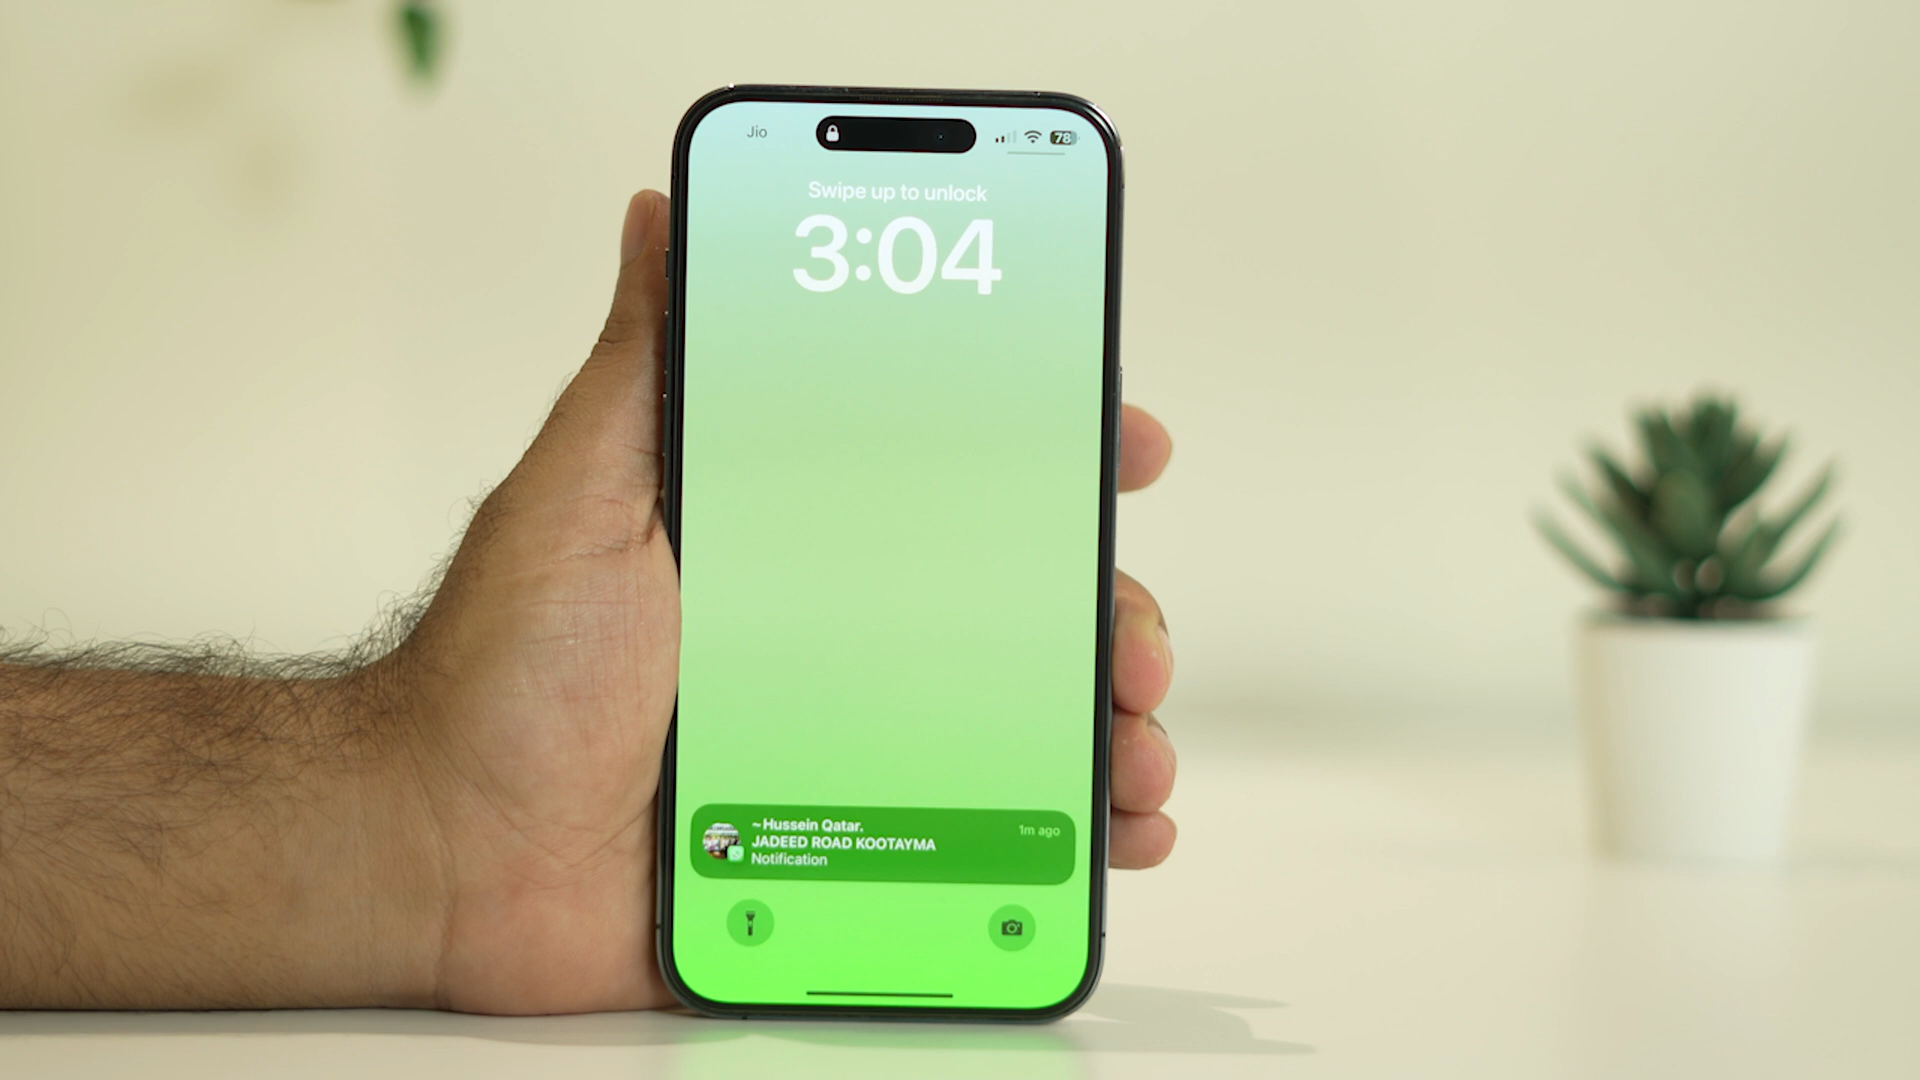 Jio
78
Swipe up to unlock
3:04
~Hussein Qatar.
1m ago
JADEED ROAD KOOTAYMA
Notification